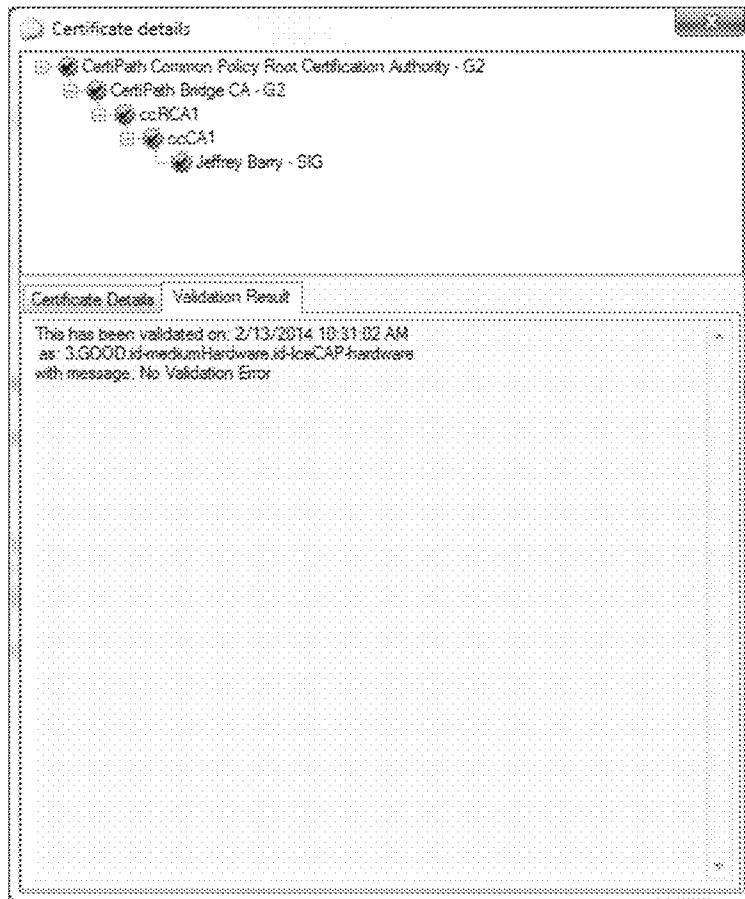 Certificate details
CertiPath Common Policy Root Certification Authority - G2
CertiPath Bridge CA - G2
ccRCA1
ccCA1
Jeffrey Barry - SIG
Certificate Details Validation Result
This has been validated on: 2/13/2014 10:31:02 AM
as: 3.GOOD.id-mediumHardware.id-IceCAP-hardware
with message. No Validation Error